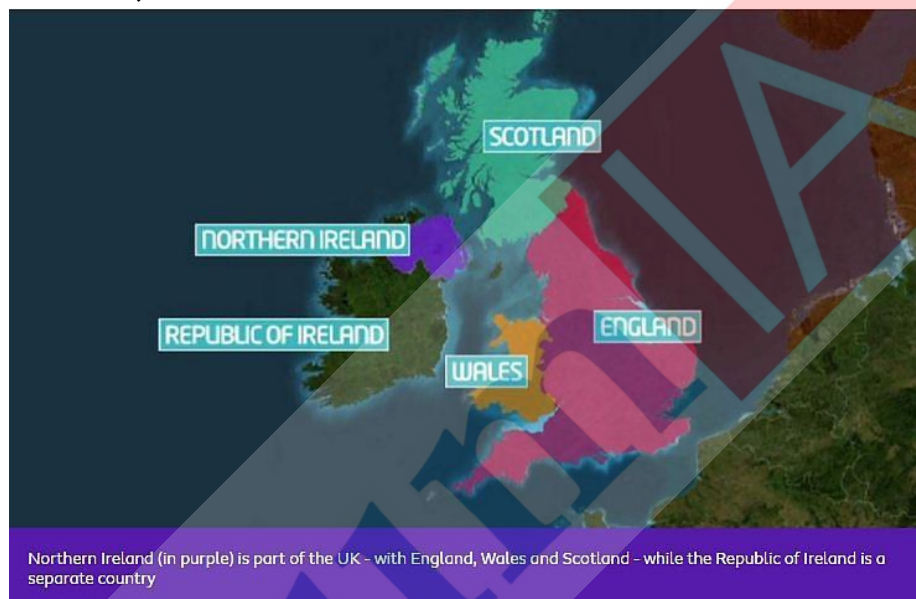 SCOTLAND
NORTHERN IRELAND
REPUBLIC OF IRELAND
ENGLAND
WALES
Northern Ireland (in purple) is part of the UK - with England, Wales and Scotland - while the Republic of Ireland is a
separate country